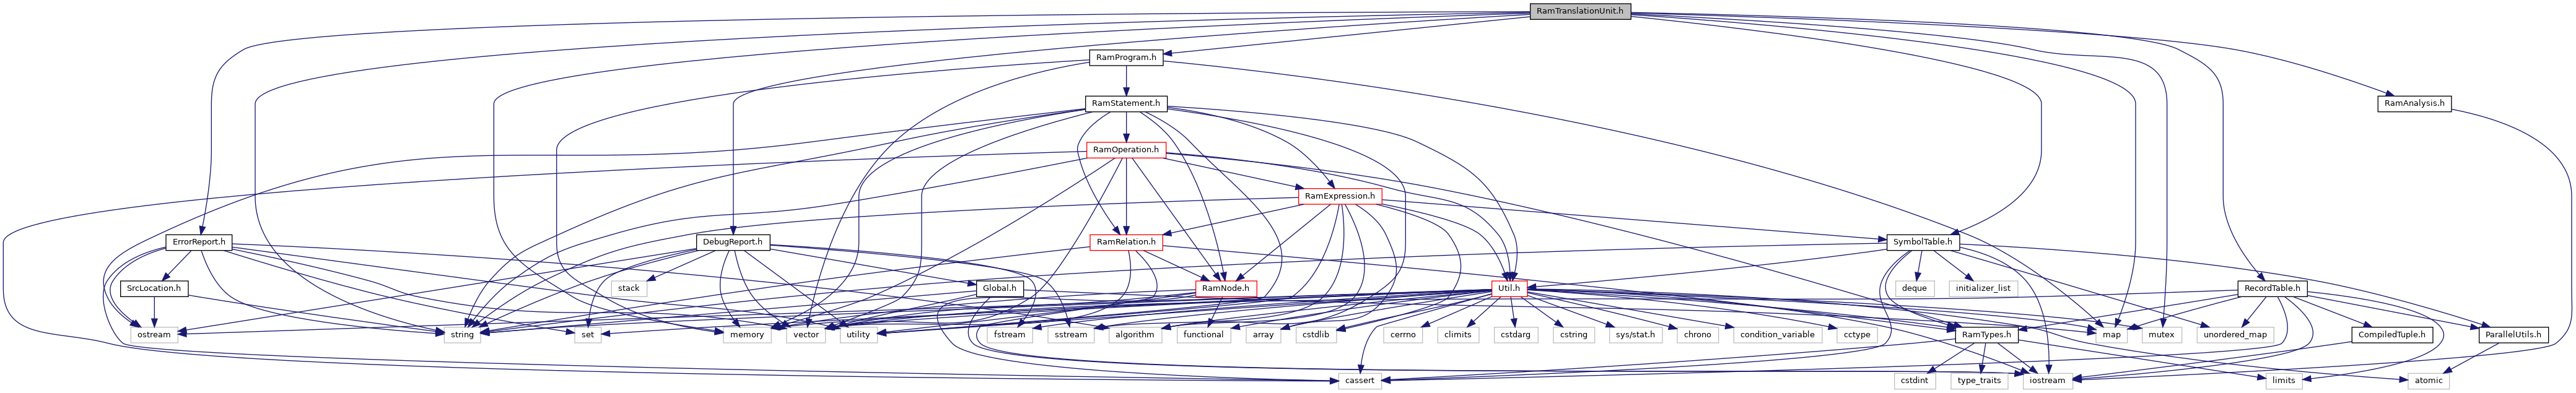 RamTranslationUnit.h
RamProgram.h
RamStatement.h
RamAnalysis.h
RamOperation.h
RamExpression.h
ErrorReport.h
DebugReport.h
RamRelation.h
SymbolTable.h
SrcLocation.h
stack
Global.h
RamNode.h
Util.h
deque
initializer_list
RecordTable.h
ostream
string
set
memory
vector
utility
fstream
sstream
algorithm
functional
array
cstdlib
cerrno
climits
cstdarg
cstring
sys/stat.h
chrono
condition_variable
cctype
RamTypes.h
map
mutex
unordered_map
CompiledTuple.h
ParallelUtils.h
cassert
cstdint
type_traits
iostream
limits
atomic